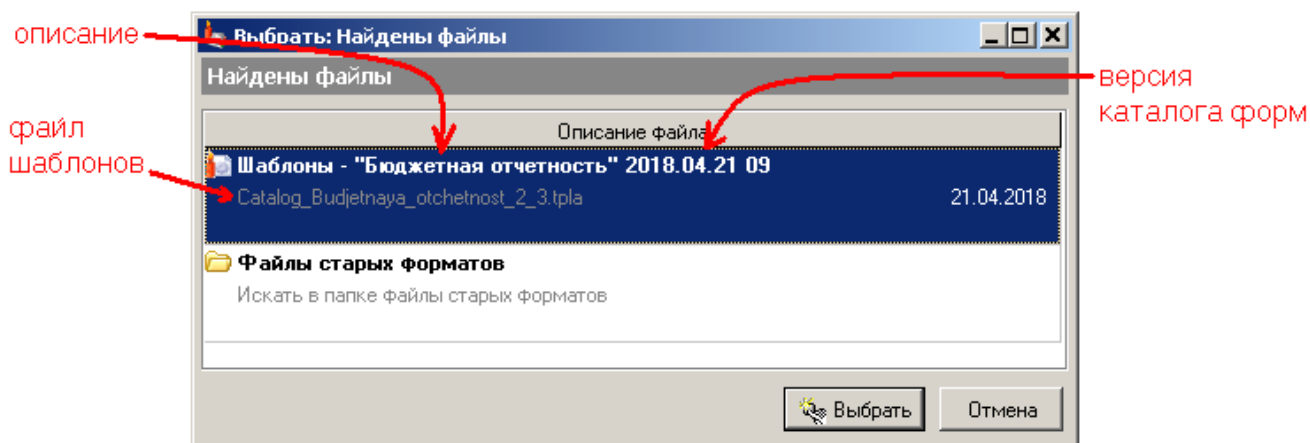 описание
Выбрать: Найдены файлы
Найдены файлы
версия
каталога форм
файл
шаблонов
Описание файла
Шаблоны - "Бюджетная отчетность" 2018.04.21 09
Catalog_Budjetnaya_otchetnost_2_3.tpla
21.04.2018
Файлы старых форматов
Искать в папке файлы старых форматов
Выбрать
Отмена